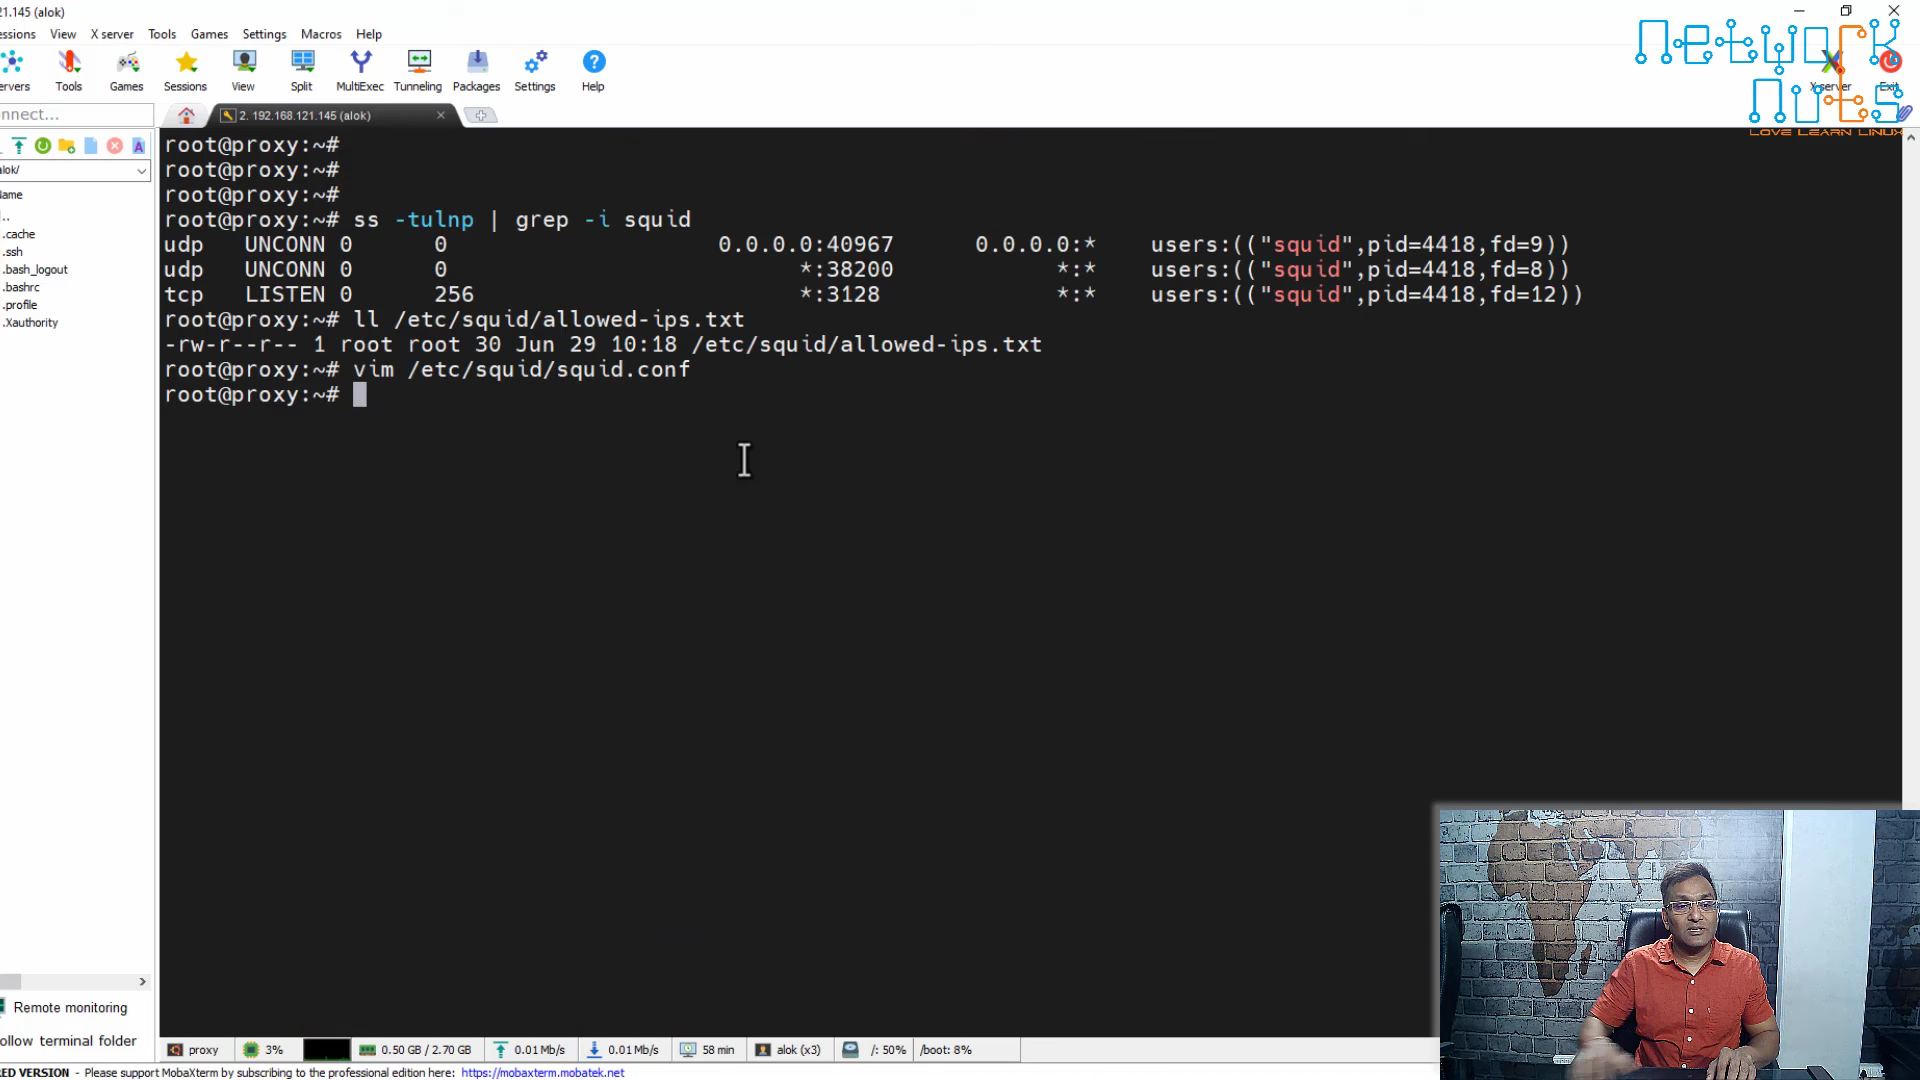 21.145 (alok)
essions View X server Tools Games Settings Macros Help
ervers Tools Games Sessions View Split MultiExec Tunneling Packages Settings Help X server Exit
Network
Nuts
LOVE LEARN LINUX
nnect...
2. 192.168.121.145 (alok)
alok/
ame
..
.cache
.ssh
.bash_logout
.bashrc
.profile
.Xauthority
root@proxy:~#
root@proxy:~#
root@proxy:~#
root@proxy:~# ss -tulnp | grep -i squid
udp UNCONN 0 0 0.0.0.0:40967 0.0.0.0:* users:(("squid",pid=4418,fd=9))
udp UNCONN 0 0 *:38200 *:* users:(("squid",pid=4418,fd=8))
tcp LISTEN 0 256 *:3128 *:* users:(("squid",pid=4418,fd=12))
root@proxy:~# ll /etc/squid/allowed-ips.txt
-rw-r--r-- 1 root root 30 Jun 29 10:18 /etc/squid/allowed-ips.txt
root@proxy:~# vim /etc/squid/squid.conf
root@proxy:~#
Remote monitoring
ollow terminal folder
proxy 3% 0.50 GB / 2.70 GB 0.01 Mb/s 0.01 Mb/s 58 min alok (x3) /: 50% /boot: 8%
RED VERSION - Please support MobaXterm by subscribing to the professional edition here: https://mobaxterm.mobatek.net